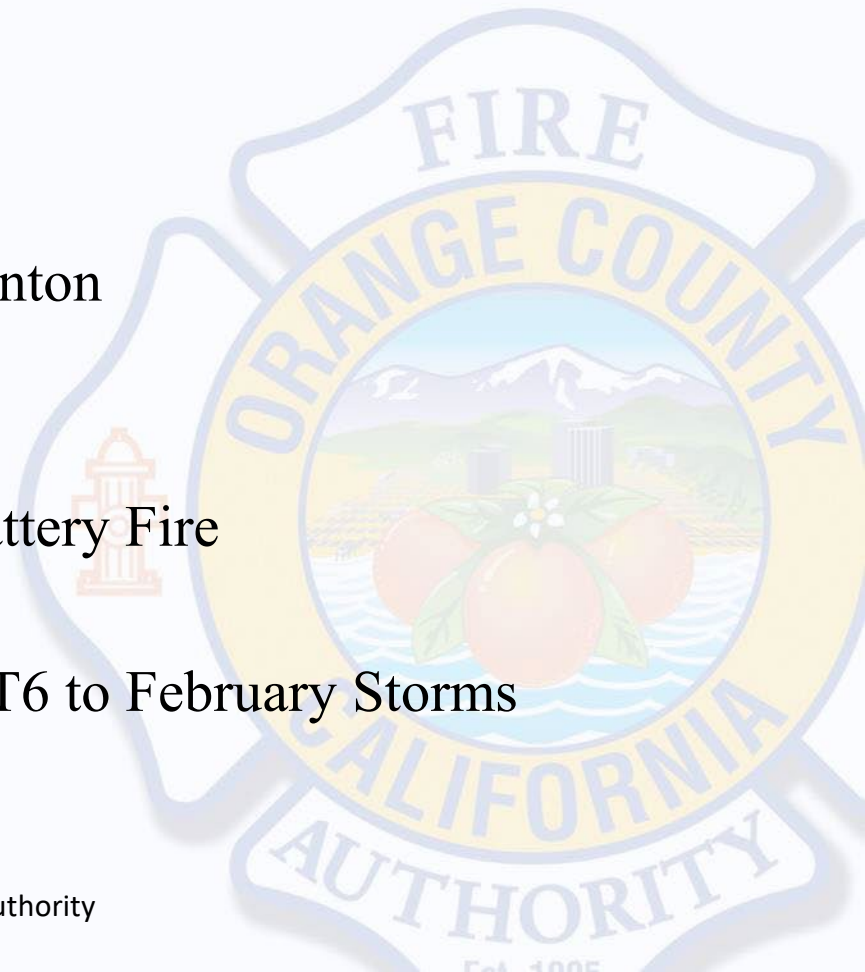 FIRE
ORANGE COUNTY
nton
ttery Fire
T6 to February Storms
CALIFORNIA
AUTHORITY
uthority